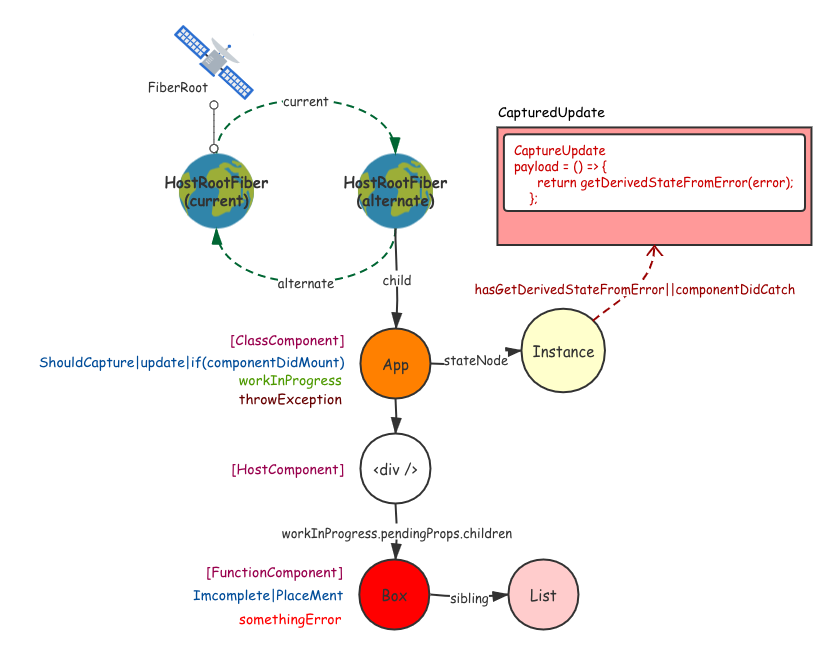 FiberRoot
current
CapturedUpdate
CaptureUpdate
payload = () => {
return getDerivedStateFromError(error);
};
HostRootFiber
(current)
HostRootFiber
(alternate)
alternate
child
hasGetDerivedStateFromError||componentDidCatch
[ClassComponent]
ShouldCapture|update|if(componentDidMount)
workInProgress
throwException
App
stateNode
Instance
[HostComponent]
<div />
workInProgress.pendingProps.children
[FunctionComponent]
Imcomplete|PlaceMent
somethingError
Box
sibling
List